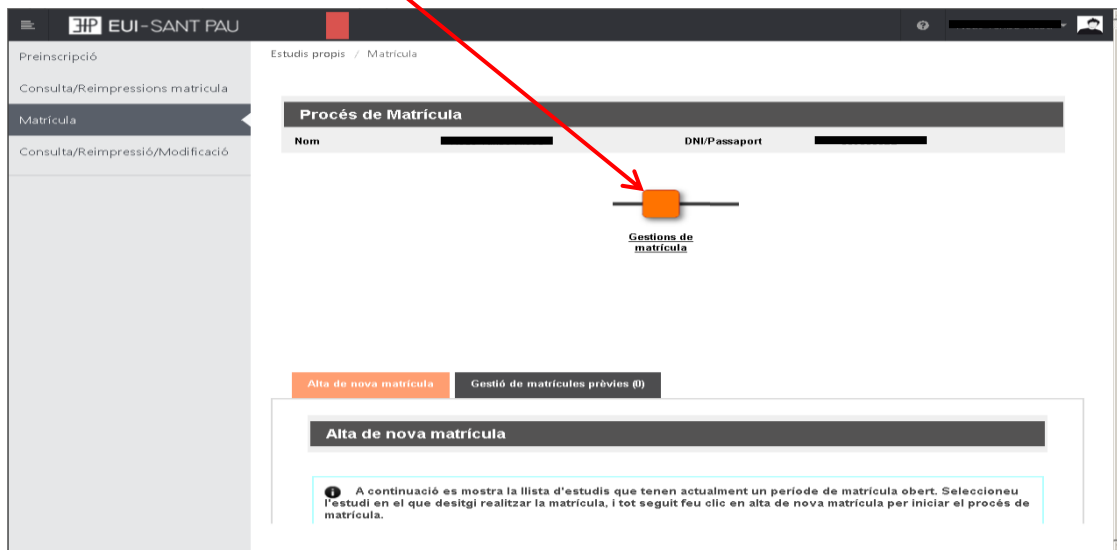 EUI-SANT PAU
Preinscripció
Consulta/Reimpressions matricula
Matrícula
Consulta/Reimpressió/Modificació
Estudis propis / Matrícula
Procés de Matrícula
Nom DNI/Passaport
Gestions de
matrícula
Alta de nova matrícula Gestió de matrícules prèvies (0)
Alta de nova matrícula
A continuació es mostra la llista d'estudis que tenen actualment un període de matrícula obert. Seleccioneu
l'estudi en el que desitgi realitzar la matrícula, i tot seguit feu clic en alta de nova matrícula per iniciar el procés de
matrícula.